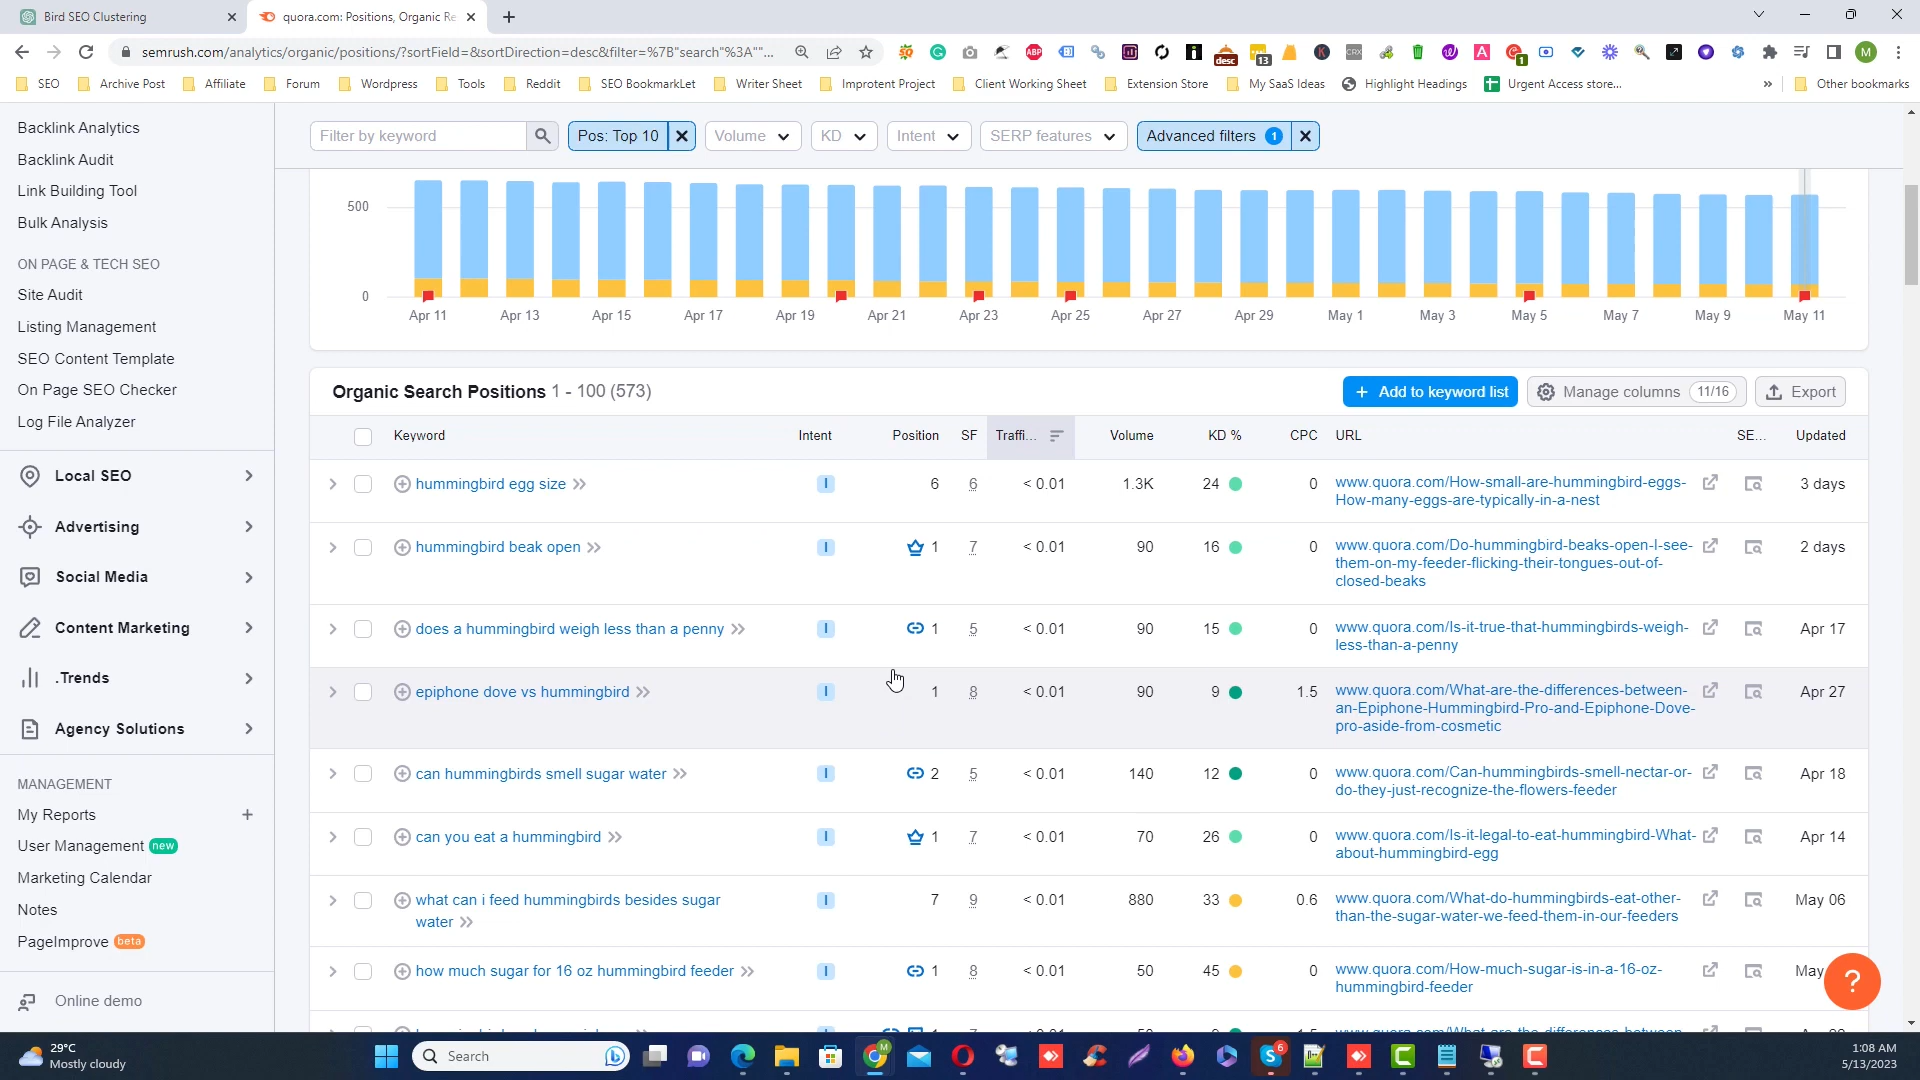 Bird SEO Clustering
quora.com: Positions, Organic Re
semrush.com/analytics/organic/positions/?sortField=&sortDirection=desc&filter=%7B"search"%3A""...
desc
13
ABP
CRX
1
M
SEO
Archive Post
Affiliate
Forum
Wordpress
Tools
Reddit
SEO BookmarkLet
Writer Sheet
Improtent Project
Client Working Sheet
Extension Store
My SaaS Ideas
Highlight Headings
Urgent Access store...
Other bookmarks
Backlink Analytics
Backlink Audit
Link Building Tool
Bulk Analysis
ON PAGE & TECH SEO
Site Audit
Listing Management
SEO Content Template
On Page SEO Checker
Log File Analyzer
Local SEO
Advertising
Social Media
Content Marketing
.Trends
Agency Solutions
MANAGEMENT
My Reports +
User Management new
Marketing Calendar
Notes
PageImprove beta
Online demo
Filter by keyword
Pos: Top 10
Volume
KD
Intent
SERP features
Advanced filters 1
500
0
Apr 11 Apr 13 Apr 15 Apr 17 Apr 19 Apr 21 Apr 23 Apr 25 Apr 27 Apr 29 May 1 May 3 May 5 May 7 May 9 May 11
Organic Search Positions 1 - 100 (573)
+ Add to keyword list
Manage columns 11/16
Export
Keyword Intent Position SF Traffi... Volume KD % CPC URL SE... Updated
hummingbird egg size I 6 6 < 0.01 1.3K 24 0 www.quora.com/How-small-are-hummingbird-eggs- 3 days
How-many-eggs-are-typically-in-a-nest
hummingbird beak open I 1 7 < 0.01 90 16 0 www.quora.com/Do-hummingbird-beaks-open-I-see- 2 days
them-on-my-feeder-flicking-their-tongues-out-of-
closed-beaks
does a hummingbird weigh less than a penny I 1 5 < 0.01 90 15 0 www.quora.com/Is-it-true-that-hummingbirds-weigh- Apr 17
less-than-a-penny
epiphone dove vs hummingbird I 1 8 < 0.01 90 9 1.5 www.quora.com/What-are-the-differences-between- Apr 27
an-Epiphone-Hummingbird-Pro-and-Epiphone-Dove-
pro-aside-from-cosmetic
can hummingbirds smell sugar water I 2 5 < 0.01 140 12 0 www.quora.com/Can-hummingbirds-smell-nectar-or- Apr 18
do-they-just-recognize-the-flowers-feeder
can you eat a hummingbird I 1 7 < 0.01 70 26 0 www.quora.com/Is-it-legal-to-eat-hummingbird-What- Apr 14
about-hummingbird-egg
what can i feed hummingbirds besides sugar I 7 9 < 0.01 880 33 0.6 www.quora.com/What-do-hummingbirds-eat-other- May 06
water than-the-sugar-water-we-feed-them-in-our-feeders
how much sugar for 16 oz hummingbird feeder I 1 8 < 0.01 50 45 0 www.quora.com/How-much-sugar-is-in-a-16-oz- May
hummingbird-feeder
?
29°C
Mostly cloudy
Search
M
6
1:08 AM
5/13/2023